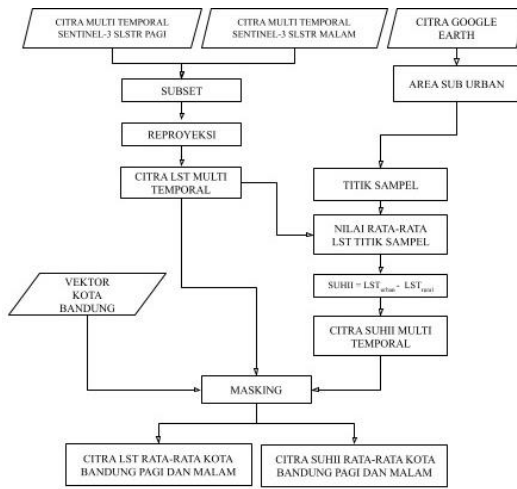 CITRA MULTI TEMPORAL
SENTINEL-3 SLSTR PAGI
CITRA MULTI TEMPORAL
SENTINEL-3 SLSTR MALAM
CITRA GOOGLE
EARTH
SUBSET
AREA SUB URBAN
REPROYEKSI
CITRA LST MULTI
TEMPORAL
TITIK SAMPEL
NILAI RATA-RATA
LST TITIK SAMPEL
VEKTOR
KOTA
BANDUNG
SUHII = LSTurban - LSTrural
CITRA SUHII MULTI
TEMPORAL
MASKING
CITRA LST RATA-RATA KOTA
BANDUNG PAGI DAN MALAM
CITRA SUHII RATA-RATA KOTA
BANDUNG PAGI DAN MALAM